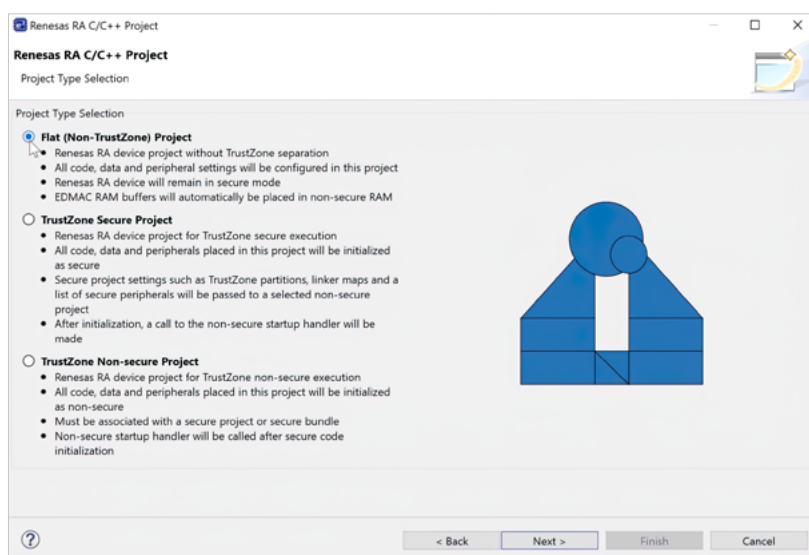 Renesas RA C/C++ Project
Renesas RA C/C++ Project
Project Type Selection
Project Type Selection
Flat (Non-TrustZone) Project
• Renesas RA device project without TrustZone separation
• All code, data and peripheral settings will be configured in this project
• Renesas RA device will remain in secure mode
• EDMAC RAM buffers will automatically be placed in non-secure RAM
TrustZone Secure Project
• Renesas RA device project for TrustZone secure execution
• All code, data and peripherals placed in this project will be initialized
as secure
• Secure project settings such as TrustZone partitions, linker maps and a
list of secure peripherals will be passed to a selected non-secure
project
• After initialization, a call to the non-secure startup handler will be
made
TrustZone Non-secure Project
• Renesas RA device project for TrustZone non-secure execution
• All code, data and peripherals placed in this project will be initialized
as non-secure
• Must be associated with a secure project or secure bundle
• Non-secure startup handler will be called after secure code
initialization
?
< Back
Next >
Finish
Cancel